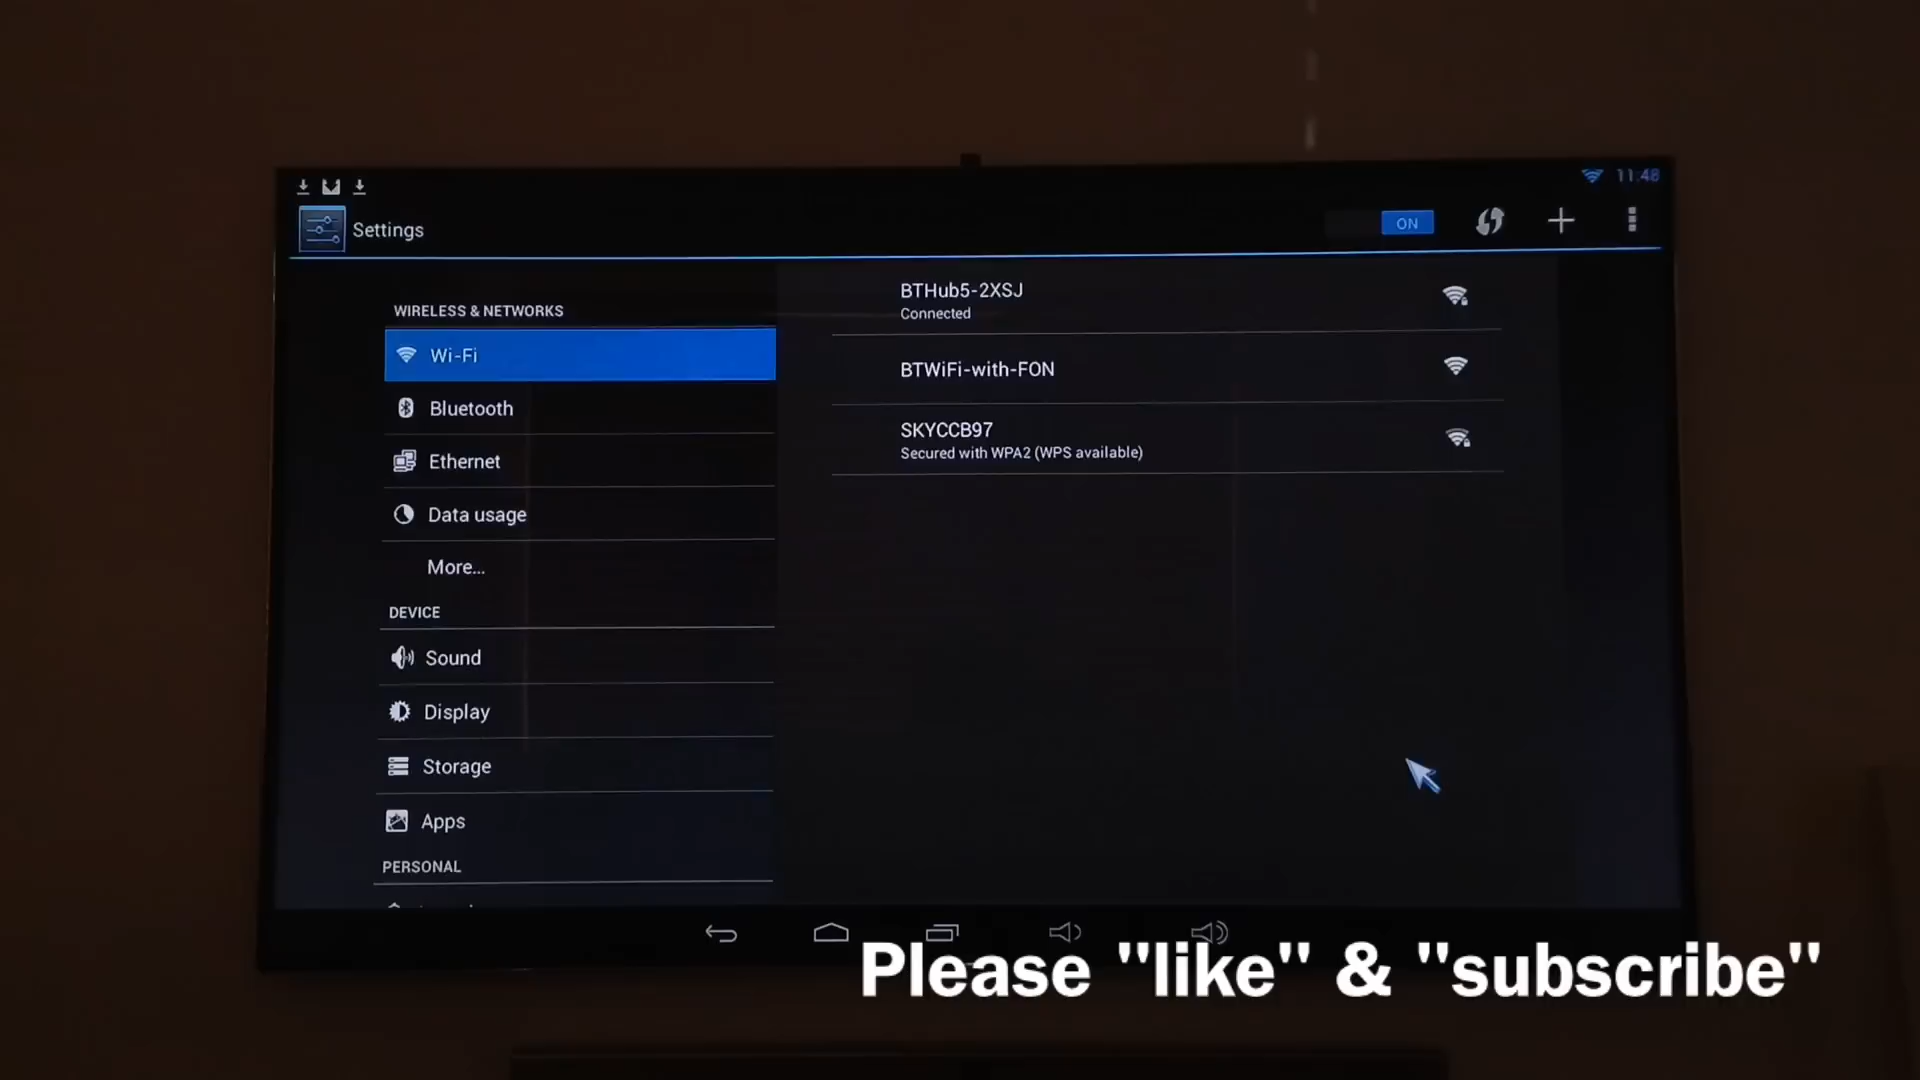 11:48
Settings
ON
WIRELESS & NETWORKS
Wi-Fi
Bluetooth
Ethernet
Data usage
More...
DEVICE
Sound
Display
Storage
Apps
PERSONAL
BTHub5-2XSJ
Connected
BTWiFi-with-FON
SKYCCB97
Secured with WPA2 (WPS available)
Please "like" & "subscribe"